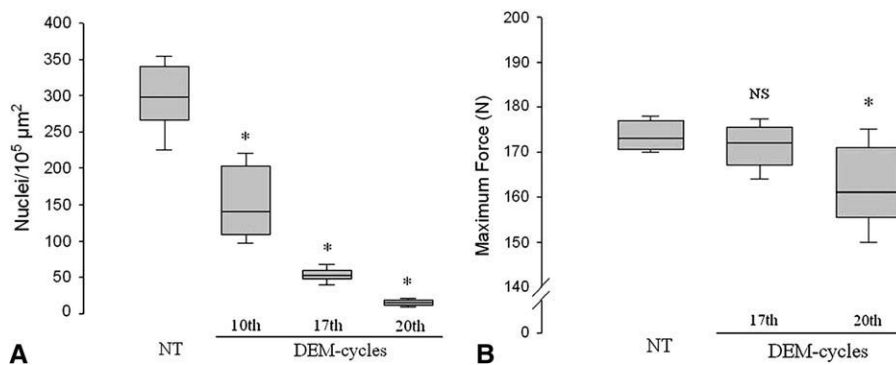 400
350
300
250
200
150
100
50
0
Nuclei/10⁵ µm²
*
*
*
10th 17th 20th
NT DEM-cycles
A
200
190
180
170
160
150
140
0
Maximum Force (N)
NS
*
17th 20th
NT DEM-cycles
B